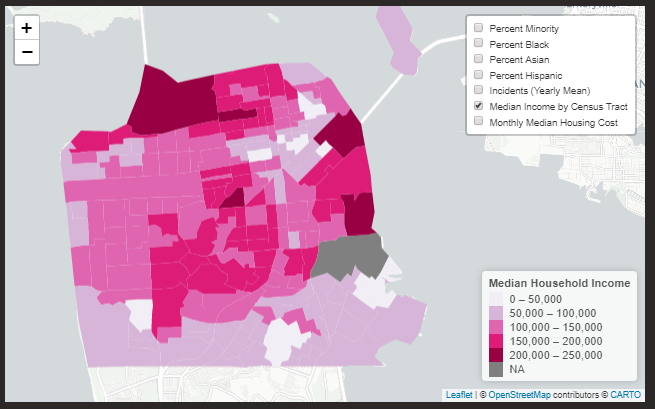 +
−
Percent Minority
Percent Black
Percent Asian
Percent Hispanic
Incidents (Yearly Mean)
Median Income by Census Tract
Monthly Median Housing Cost
Median Household Income
0 – 50,000
50,000 – 100,000
100,000 – 150,000
150,000 – 200,000
200,000 – 250,000
NA
Leaflet | © OpenStreetMap contributors © CARTO